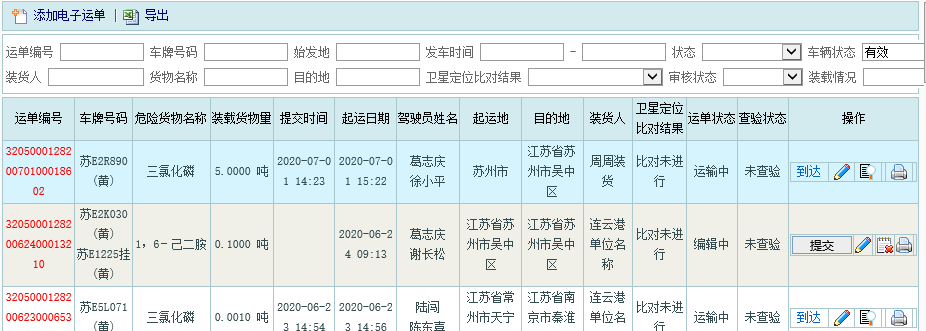 添加电子运单 | 导出
运单编号 车牌号码 始发地 发车时间 - 状态 车辆状态 有效
装货人 货物名称 目的地 卫星定位比对结果 审核状态 装载情况
运单编号 车牌号码 危险货物名称 装载货物量 提交时间 起运日期 驾驶员姓名 起运地 目的地 装货人 卫星定位 运单状态 查验状态 操作
比对结果
32050001282
00701000186
02
苏E2R890
(黄)
三氯化磷
5.0000 吨
2020-07-0
1 14:23
2020-07-0
1 15:22
葛志庆
徐小平
苏州市
江苏省苏
州市吴中
区
周周装
货
比对未进
行
运输中
未查验
到达
32050001282
00624000132
10
苏E2K030
(黄)
苏E1225挂
(黄)
1，6－己二胺
0.1000 吨
2020-06-2
4 09:13
葛志庆
谢长松
江苏省苏
州市吴中
区
江苏省苏
州市吴中
区
连云港
单位名
称
比对未进
行
编辑中
未查验
提交
32050001282
00623000653
苏E5L071
(黄)
三氯化磷
0.0010 吨
2020-06-2
3 14:54
2020-06-2
3 14:56
陆闯
陈东喜
江苏省常
州市天宁
江苏省南
京市秦淮
连云港
单位名
比对未进
行
运输中
未查验
到达